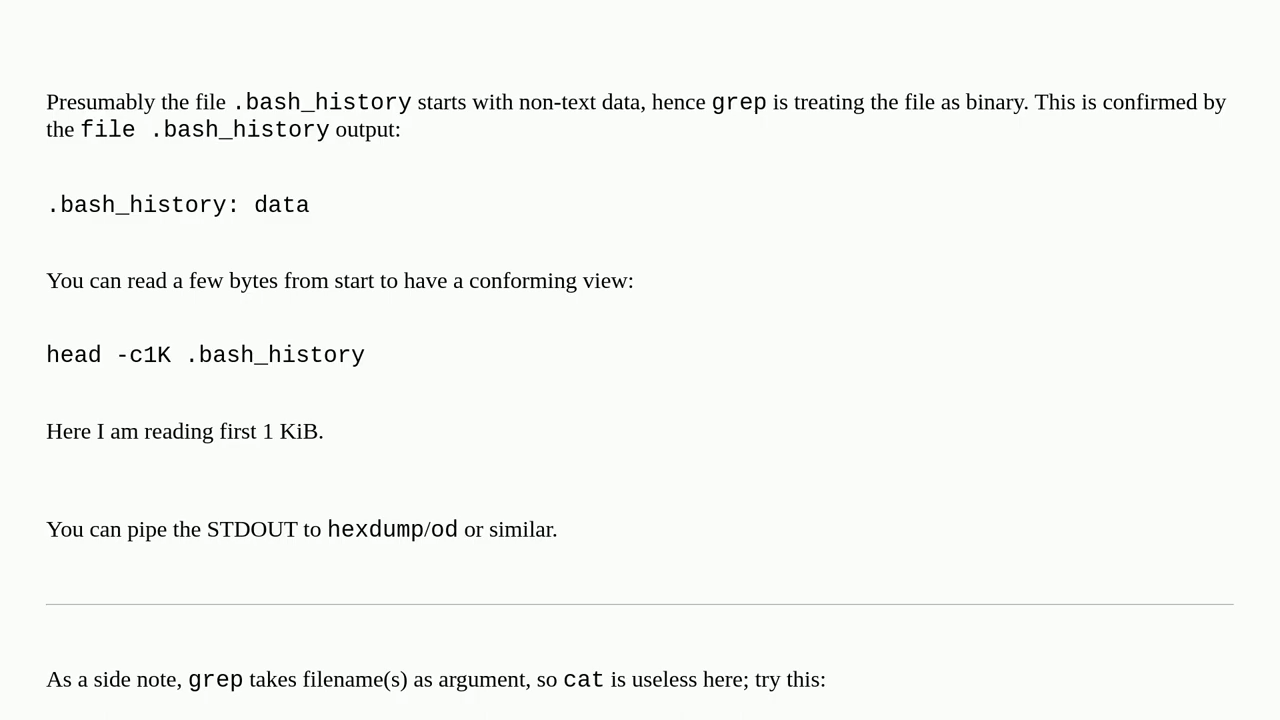 Presumably the file .bash_history starts with non-text data, hence grep is treating the file as binary. This is confirmed by
the file .bash_history output:
.bash_history: data
You can read a few bytes from start to have a conforming view:
head -c1K .bash_history
Here I am reading first 1 KiB.
You can pipe the STDOUT to hexdump/od or similar.
As a side note, grep takes filename(s) as argument, so cat is useless here; try this: